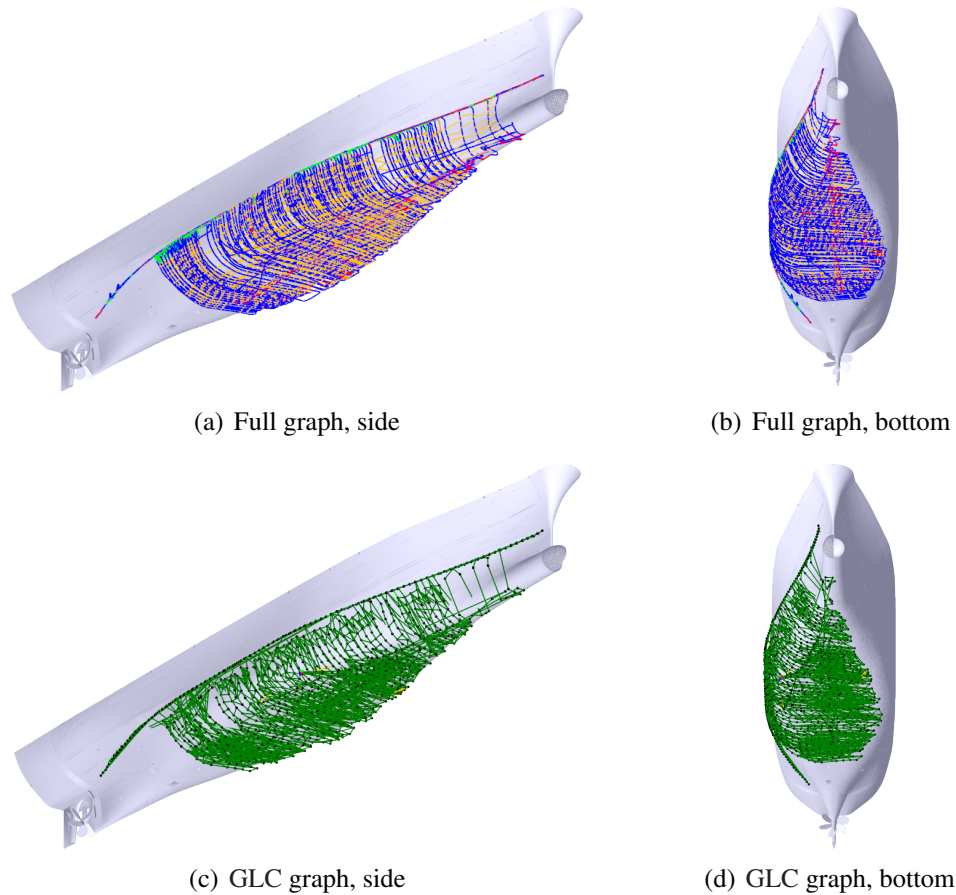 (a) Full graph, side
(b) Full graph, bottom
(c) GLC graph, side
(d) GLC graph, bottom